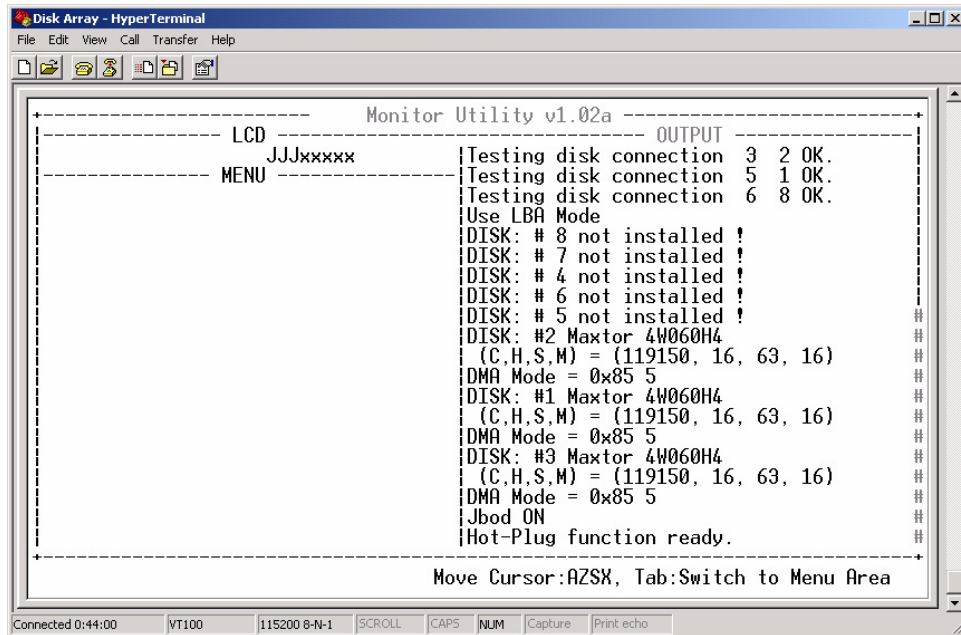 Disk Array - HyperTerminal
File Edit View Call Transfer Help
Monitor Utility v1.02a
LCD
OUTPUT
JJJxxxxx
MENU
Testing disk connection 3 2 OK.
Testing disk connection 5 1 OK.
Testing disk connection 6 8 OK.
Use LBA Mode
DISK: # 8 not installed !
DISK: # 7 not installed !
DISK: # 4 not installed !
DISK: # 6 not installed !
DISK: # 5 not installed !
DISK: #2 Maxtor 4W060H4
(C,H,S,M) = (119150, 16, 63, 16)
DMA Mode = 0x85 5
DISK: #1 Maxtor 4W060H4
(C,H,S,M) = (119150, 16, 63, 16)
DMA Mode = 0x85 5
DISK: #3 Maxtor 4W060H4
(C,H,S,M) = (119150, 16, 63, 16)
DMA Mode = 0x85 5
Jbod ON
Hot-Plug function ready.
Move Cursor:AZSX, Tab:Switch to Menu Area
Connected 0:44:00 VT100 115200 8-N-1 SCROLL CAPS NUM Capture Print echo